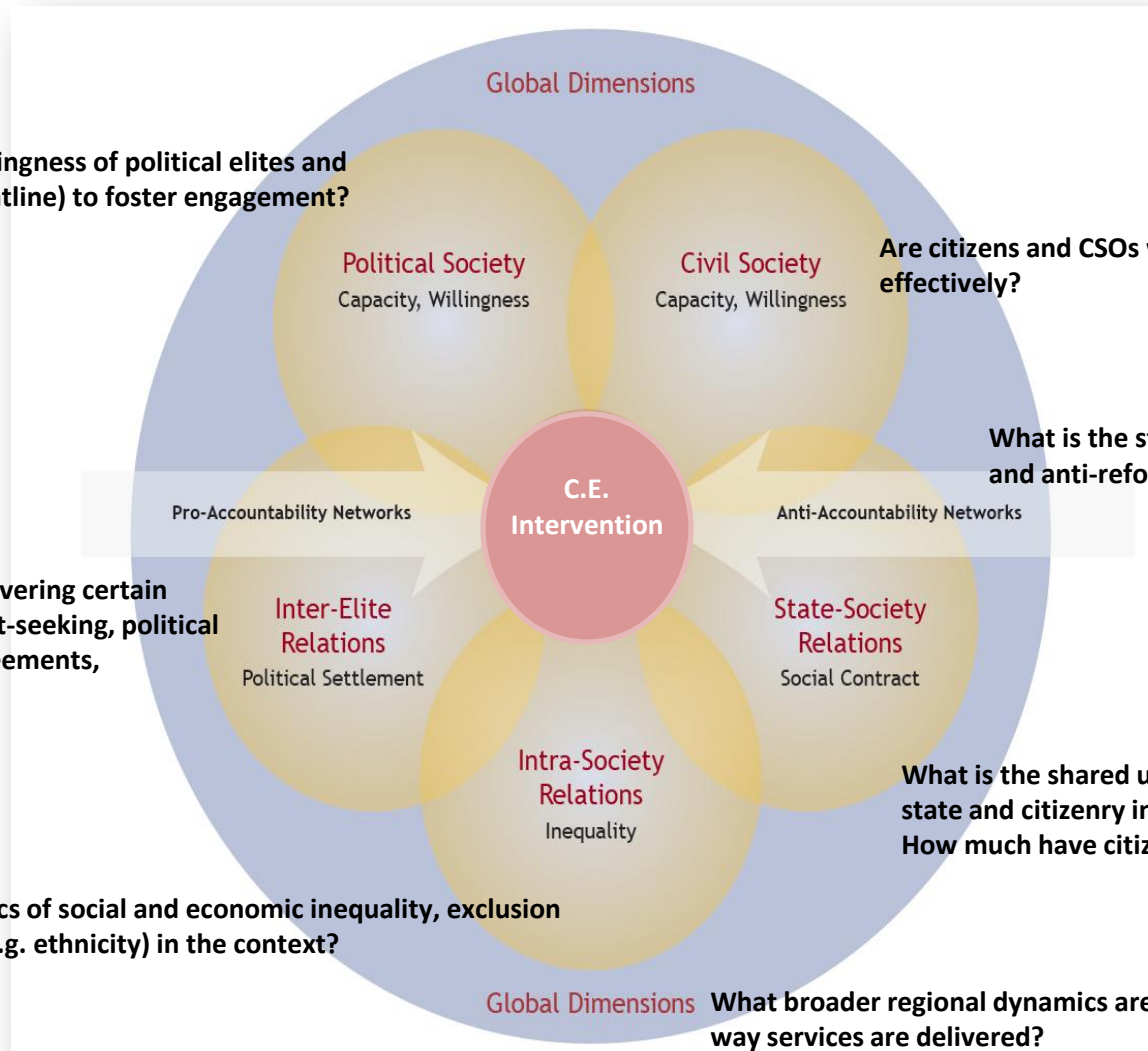 Global Dimensions
ingness of political elites and
tline) to foster engagement?
Political Society
Capacity, Willingness
Civil Society
Capacity, Willingness
Are citizens and CSOs
effectively?
What is the
and anti-refo
C.E.
Intervention
Pro-Accountability Networks
Anti-Accountability Networks
vering certain
t-seeking, political
ements,
Inter-Elite
Relations
Political Settlement
State-Society
Relations
Social Contract
Intra-Society
Relations
Inequality
What is the shared u
state and citizenry in
How much have citiz
cs of social and economic inequality, exclusion
.g. ethnicity) in the context?
Global Dimensions
What broader regional dynamics are
way services are delivered?